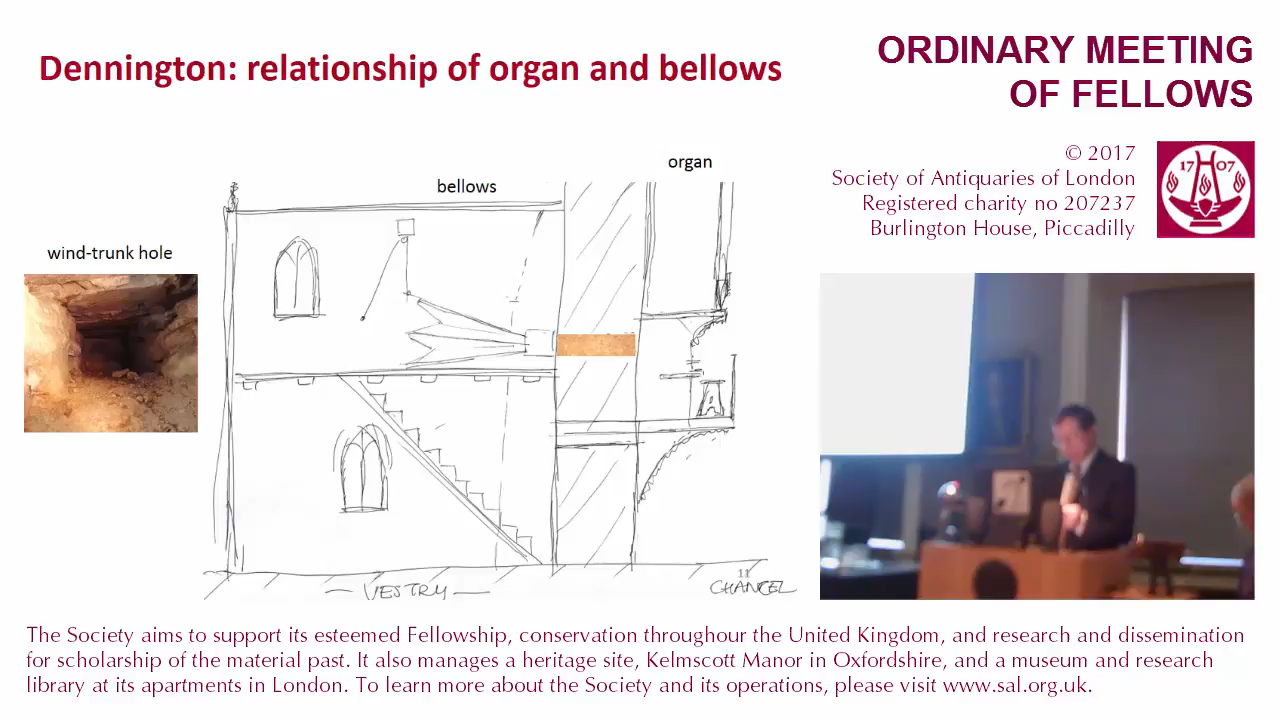 Dennington: relationship of organ and bellows
ORDINARY MEETING
OF FELLOWS
© 2017
Society of Antiquaries of London
Registered charity no 207237
Burlington House, Piccadilly
17 07
organ
bellows
wind-trunk hole
11
VESTRY
CHANCEL
The Society aims to support its esteemed Fellowship, conservation throughour the United Kingdom, and research and dissemination
for scholarship of the material past. It also manages a heritage site, Kelmscott Manor in Oxfordshire, and a museum and research
library at its apartments in London. To learn more about the Society and its operations, please visit www.sal.org.uk.